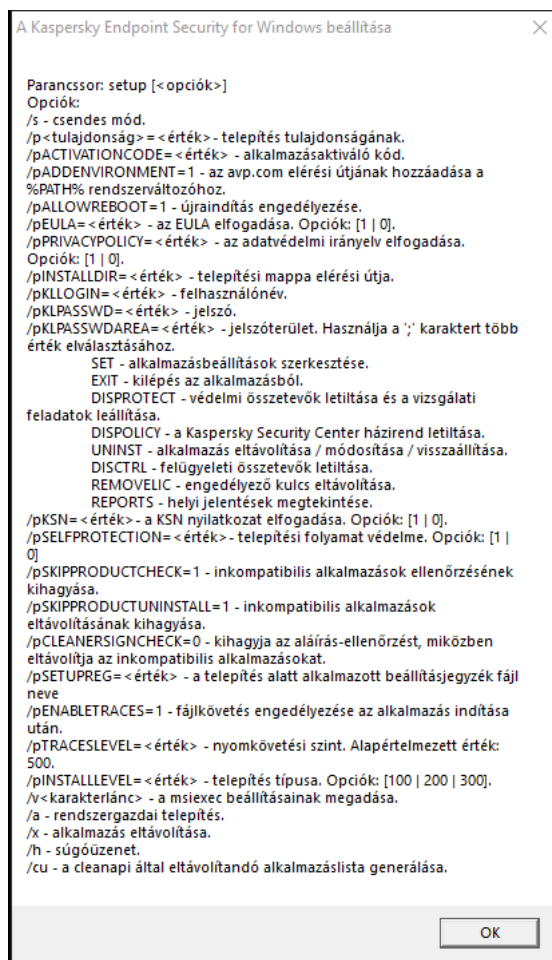 A Kaspersky Endpoint Security for Windows beállítása
Parancssor: setup [<opciók>]
Opciók:
/s - csendes mód.
/p<tulajdonság>=<érték>- telepítés tulajdonságának.
/pACTIVATIONCODE=<érték> - alkalmazásaktiváló kód.
/pADDENVIRONMENT=1 - az avp.com elérési útjának hozzáadása a
%PATH% rendszerváltozóhoz.
/pALLOWREBOOT=1 - újraindítás engedélyezése.
/pEULA=<érték> - az EULA elfogadása. Opciók: [1 | 0].
/pPRIVACYPOLICY=<érték> - az adatvédelmi irányelv elfogadása.
Opciók: [1 | 0].
/pINSTALLDIR=<érték> - telepítési mappa elérési útja.
/pKLLOGIN=<érték> - felhasználónév.
/pKLPASSWD=<érték> - jelszó.
/pKLPASSWDAREA=<érték> - jelszóterület. Használja a ';' karaktert több
érték elválasztásához.
SET - alkalmazásbeállítások szerkesztése.
EXIT - kilépés az alkalmazásból.
DISPROTECT - védelmi összetevők letiltása és a vizsgálati
feladatok leállítása.
DISPOLICY - a Kaspersky Security Center házirend letiltása.
UNINST - alkalmazás eltávolítása / módosítása / visszaállítása.
DISCTRL - felügyeleti összetevők letiltása.
REMOVELIC - engedélyező kulcs eltávolítása.
REPORTS - helyi jelentések megtekintése.
/pKSN=<érték>- a KSN nyilatkozat elfogadása. Opciók: [1 | 0].
/pSELFPROTECTION=<érték>- telepítési folyamat védelme. Opciók: [1 |
0]
/pSKIPPRODUCTCHECK=1 - inkompatibilis alkalmazások ellenőrzésének
kihagyása.
/pSKIPPRODUCTUNINSTALL=1 - inkompatibilis alkalmazások
eltávolításának kihagyása.
/pCLEANERSIGNCHECK=0 - kihagyja az aláírás-ellenőrzést, miközben
eltávolítja az inkompatibilis alkalmazásokat.
/pSETUPREG=<érték> - a telepítés alatt alkalmazott beállításjegyzék fájl
neve
/pENABLETRACES=1 - fájlkövetés engedélyezése az alkalmazás indítása
után.
/pTRACESLEVEL=<érték> - nyomkövetési szint. Alapértelmezett érték:
500.
/pINSTALLLEVEL=<érték> - telepítés típusa. Opciók: [100 | 200 | 300].
/v<karakterlánc> - a msiexec beállításainak megadása.
/a - rendszergazdai telepítés.
/x - alkalmazás eltávolítása.
/h - súgóüzenet.
/cu - a cleanapi által eltávolítandó alkalmazáslista generálása.
OK